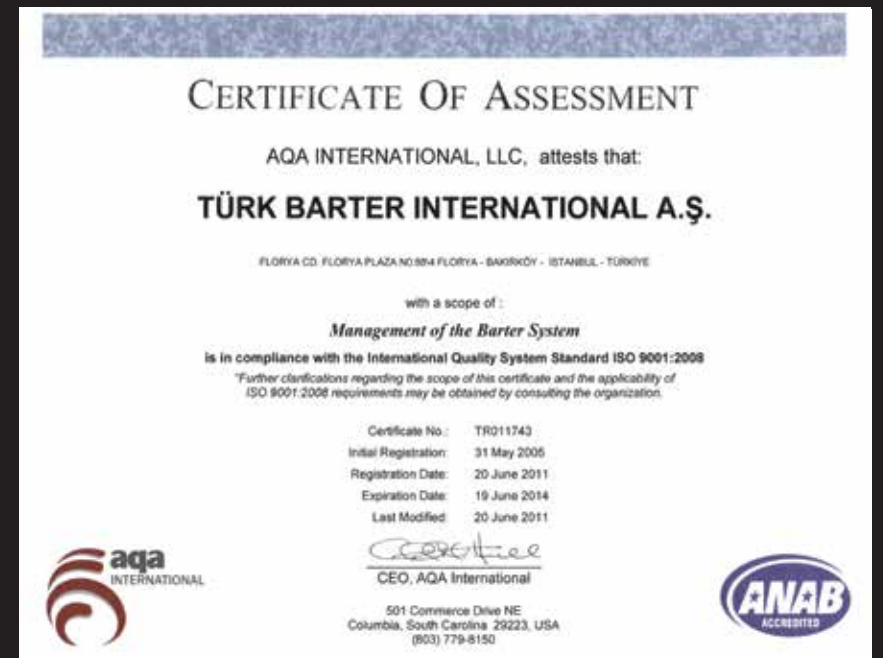 CERTIFICATE OF ASSESSMENT
AQA INTERNATIONAL, LLC, attests that:
TÜRK BARTER INTERNATIONAL A.Ş.
FLORYA CD. FLORYA PLAZA FLORYA - BAKIRKÖY - İSTANBUL - TÜRKİYE
with a scope of :
Management of the Barter System
is in compliance with the International Quality System Standard ISO 9001:2008
"Further clarifications regarding the scope of this certificate and the applicability of
ISO 9001:2008 requirements may be obtained by consulting the organization.
Certificate No.: TR011743
Initial Registration: 31 May 2005
Registration Date: 20 June 2011
Expiration Date: 19 June 2014
Last Modified: 20 June 2011
CEO, AQA International
501 Commerce Drive NE
Columbia, South Carolina 29223, USA
(803) 779-8150
aqa
INTERNATIONAL
ANAB
ACCREDITED